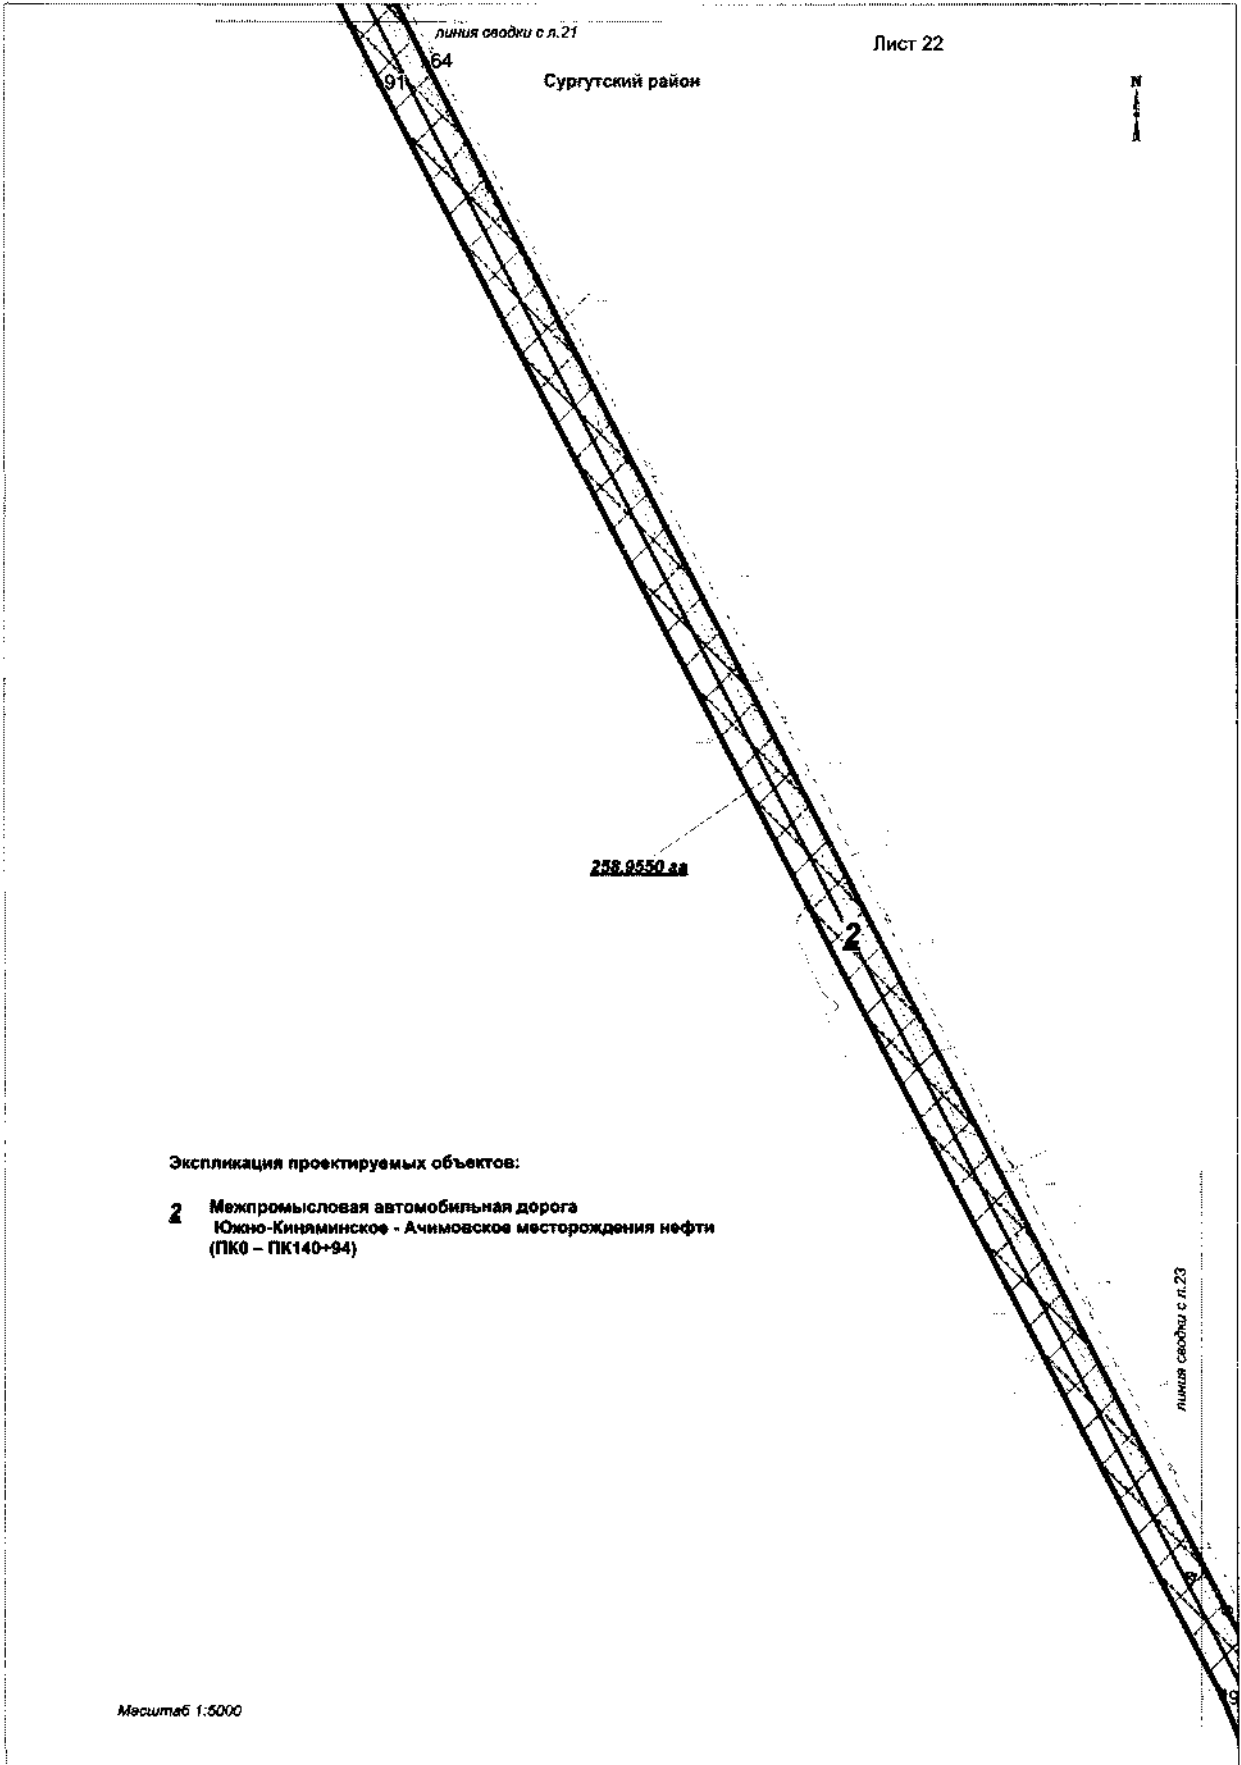 линия сводки с л.21
Лист 22
64
91
Сургутский район
N
258,9550 га
2
Экспликация проектируемых объектов:
2 Межпромысловая автомобильная дорога
Южно-Киняминское - Ачимовское месторождения нефти
(ПК0 – ПК140+94)
линия сводки с л.23
Масштаб 1:5000